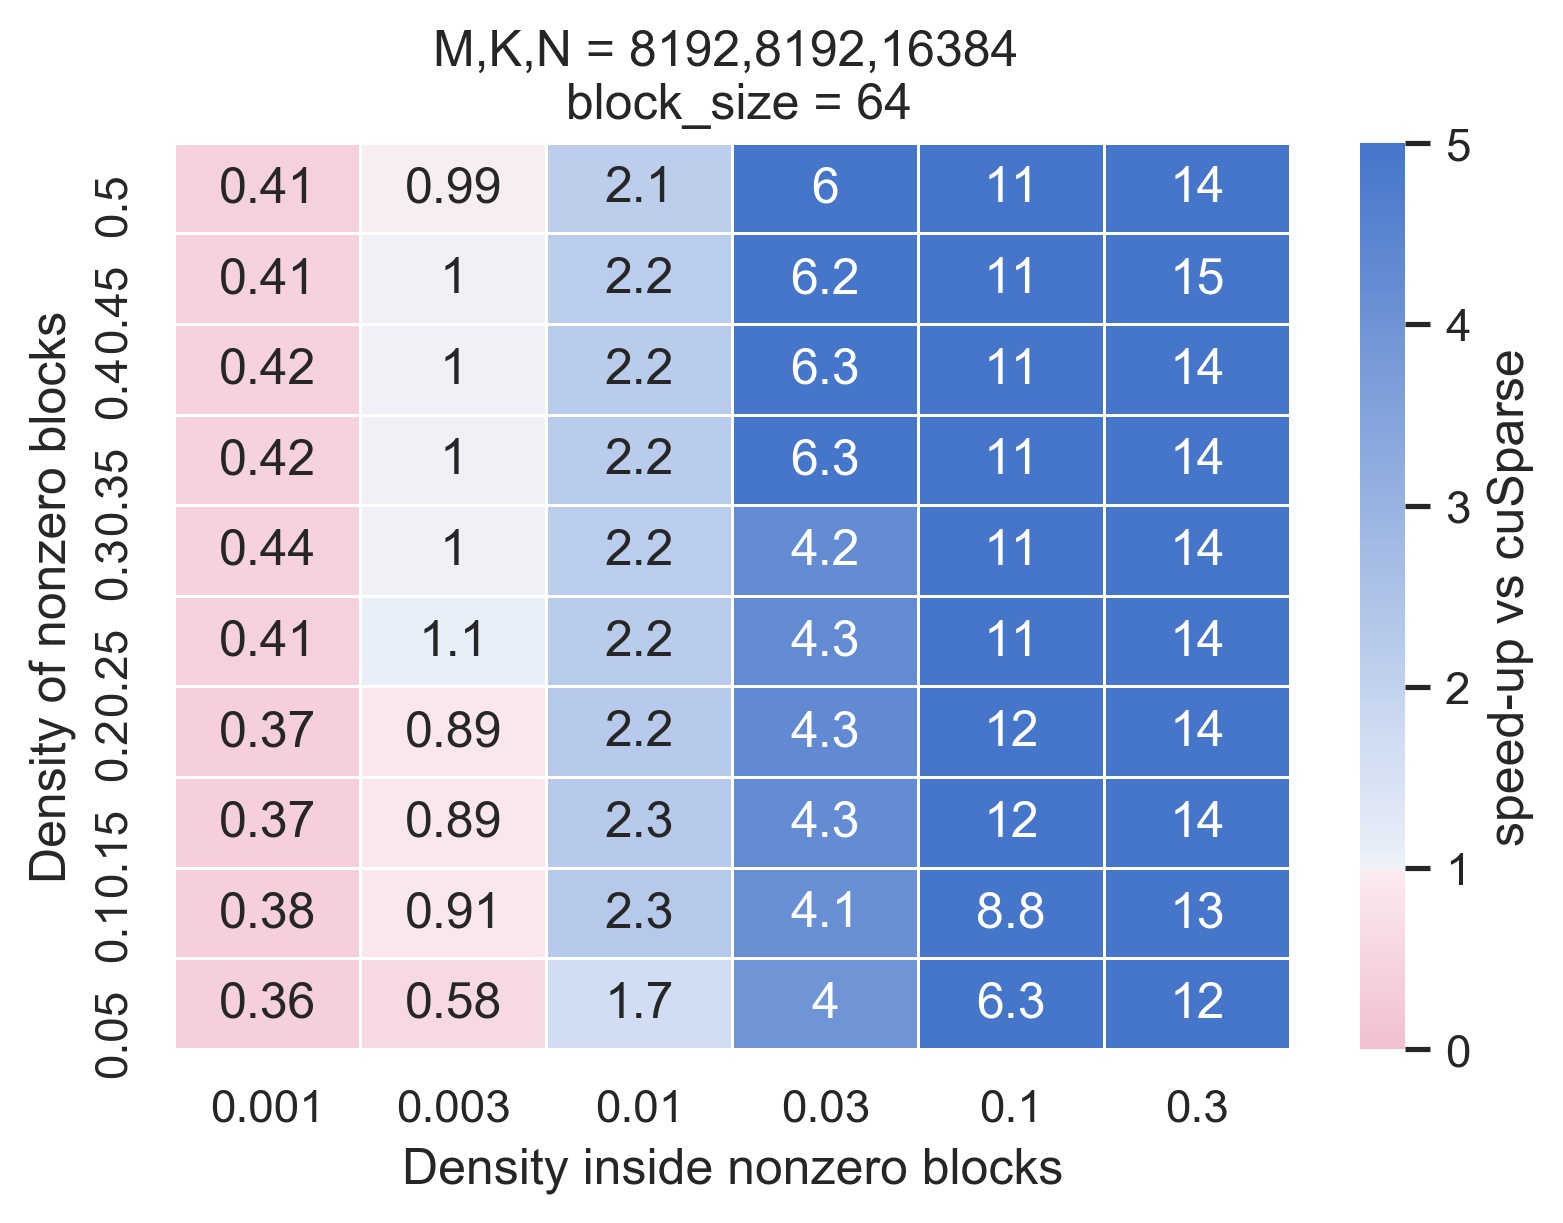 M,K,N = 8192,8192,16384
block_size = 64
Density of nonzero blocks
0.5 0.41 0.99 2.1 6 11 14
0.45 0.41 1 2.2 6.2 11 15
0.4 0.42 1 2.2 6.3 11 14
0.35 0.42 1 2.2 6.3 11 14
0.3 0.44 1 2.2 4.2 11 14
0.25 0.41 1.1 2.2 4.3 11 14
0.2 0.37 0.89 2.2 4.3 12 14
0.15 0.37 0.89 2.3 4.3 12 14
0.1 0.38 0.91 2.3 4.1 8.8 13
0.05 0.36 0.58 1.7 4 6.3 12
0.001 0.003 0.01 0.03 0.1 0.3
Density inside nonzero blocks
5
4
3
2
1
0
speed-up vs cuSparse